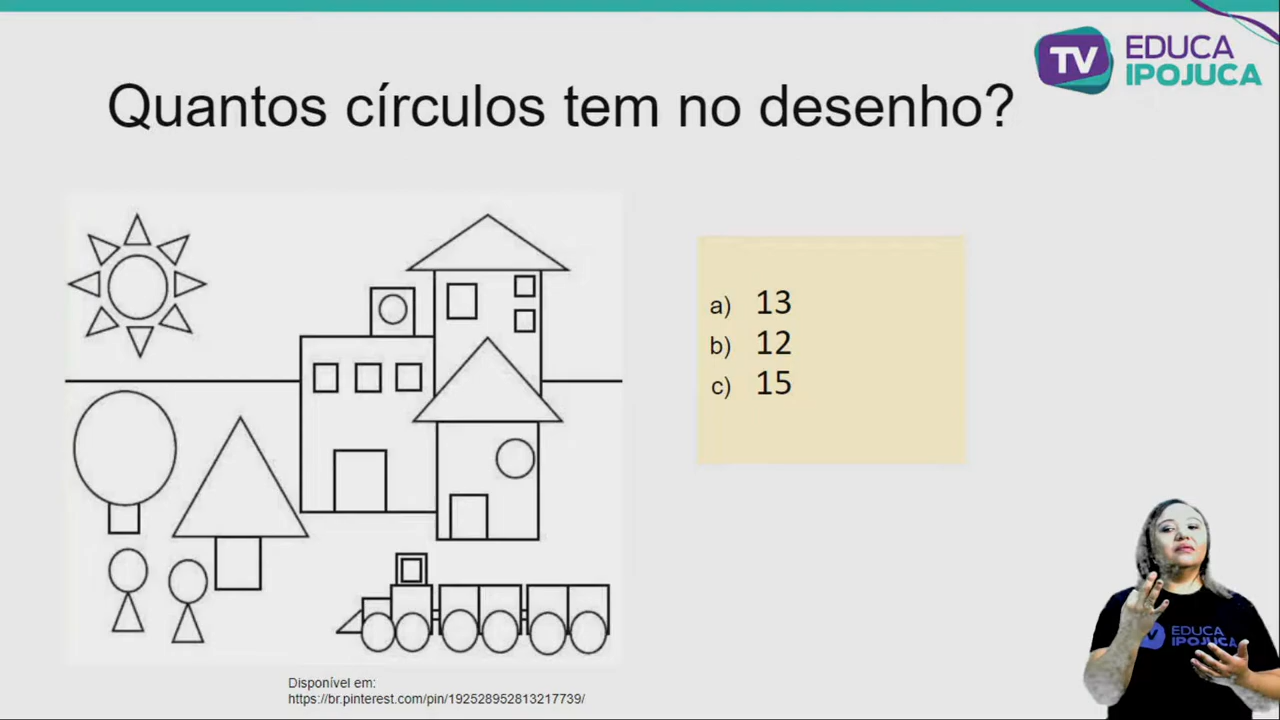 TV EDUCA
IPOJUCA
Quantos círculos tem no desenho?
a) 13
b) 12
c) 15
EDUCA
IPOJUCA
Disponível em:
https://br.pinterest.com/pin/192528952813217739/